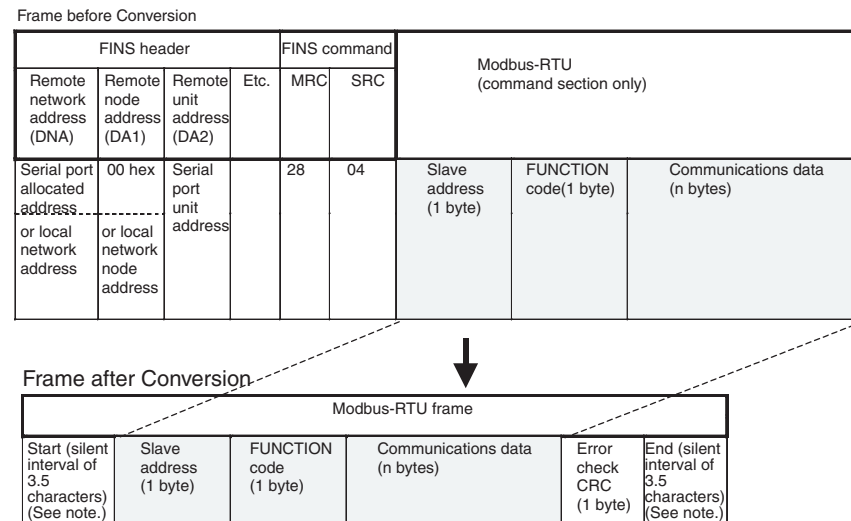 Frame before Conversion
FINS header
FINS command
Modbus-RTU
(command section only)
Remote
network
address
(DNA)
Remote
node
address
(DA1)
Remote
unit
address
(DA2)
Etc.
MRC
SRC
Serial port
allocated
address
or local
network
address
00 hex
or local
network
node
address
Serial
port
unit
address
28
04
Slave
address
(1 byte)
FUNCTION
code(1 byte)
Communications data
(n bytes)
Frame after Conversion
Modbus-RTU frame
Start (silent
interval of
3.5
characters)
(See note.)
Slave
address
(1 byte)
FUNCTION
code
(1 byte)
Communications data
(n bytes)
Error
check
CRC
(1 byte)
End (silent
interval of
3.5
characters)
(See note.)